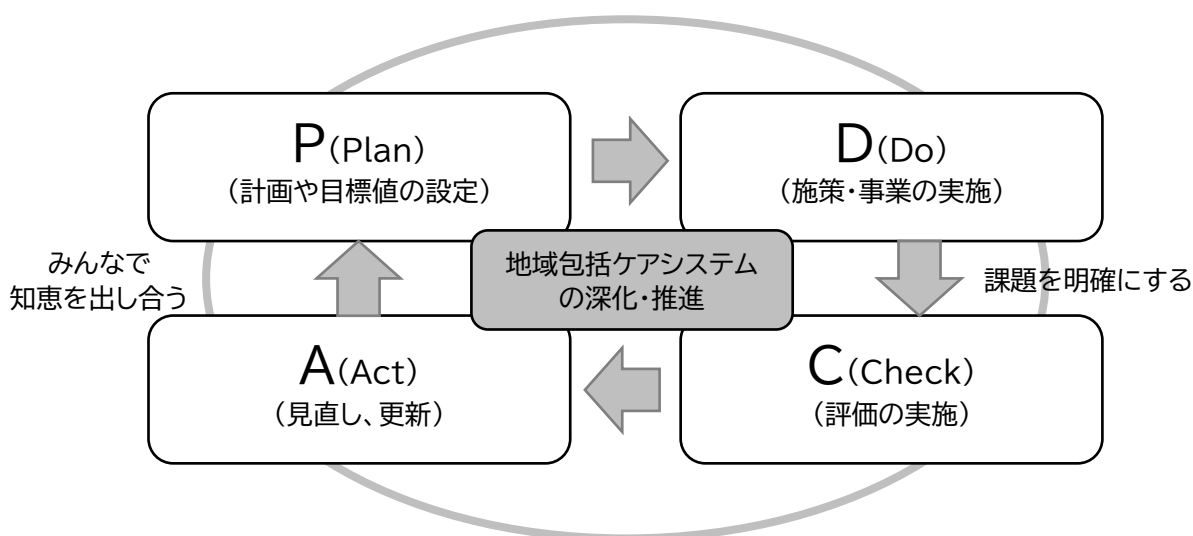 P(Plan)
(計画や目標値の設定)
D(Do)
(施策・事業の実施)
地域包括ケアシステム
の深化・推進
みんなで
知恵を出し合う
課題を明確にする
A(Act)
(見直し、更新)
C(Check)
(評価の実施)